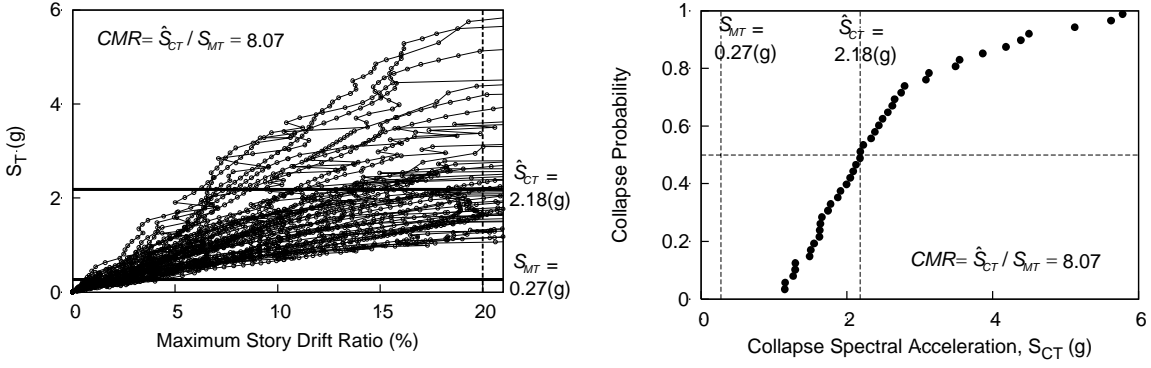 6
4
2
0
S_T (g)
CMR= Ŝ_CT / S_MT = 8.07
Ŝ_CT =
2.18(g)
S_MT =
0.27(g)
0 5 10 15 20
Maximum Story Drift Ratio (%)
1
0.8
0.6
0.4
0.2
0
Collapse Probability
S_MT =
0.27(g)
Ŝ_CT =
2.18(g)
CMR= Ŝ_CT / S_MT = 8.07
0 2 4 6
Collapse Spectral Acceleration, S_CT (g)